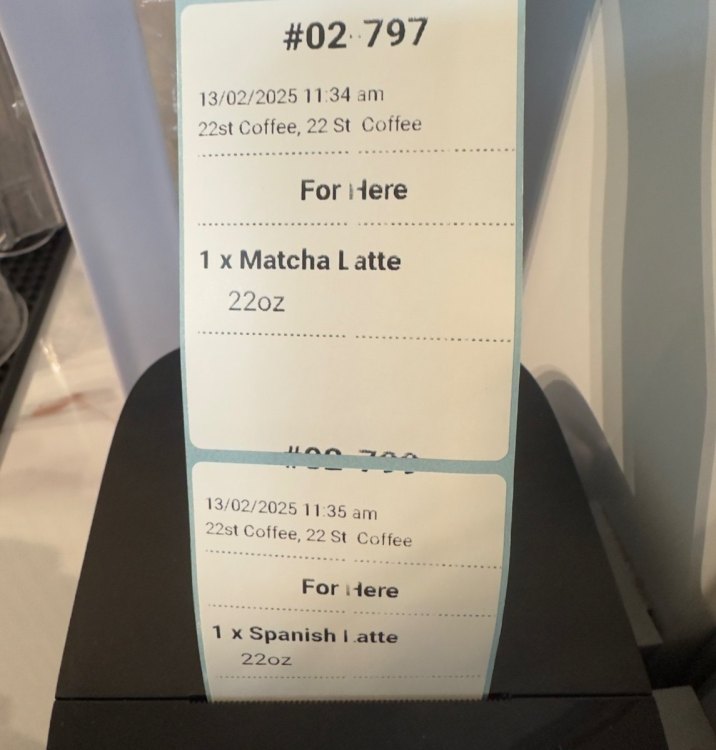 #02-797
13/02/2025 11:34 am
22st Coffee, 22 St Coffee
For Here
1 x Matcha Latte
22oz
13/02/2025 11:35 am
22st Coffee, 22 St Coffee
For Here
1 x Spanish Latte
22oz